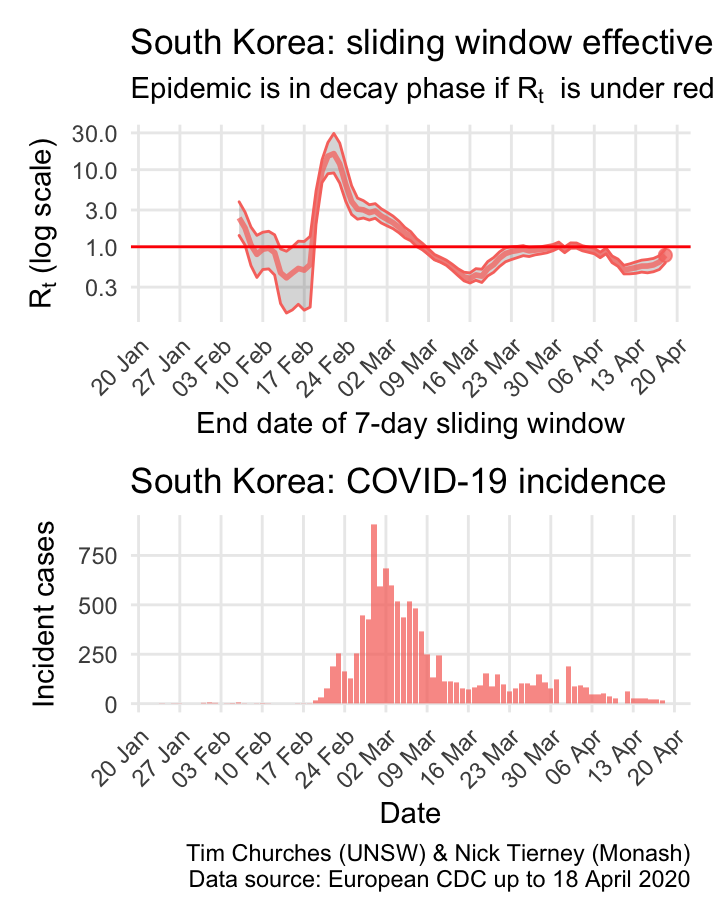 South Korea: sliding window effective
Epidemic is in decay phase if Rt is under red
Rt (log scale)
30.0
10.0
3.0
1.0
0.3
20 Jan
27 Jan
03 Feb
10 Feb
17 Feb
24 Feb
02 Mar
09 Mar
16 Mar
23 Mar
30 Mar
06 Apr
13 Apr
20 Apr
End date of 7-day sliding window
South Korea: COVID-19 incidence
Incident cases
750
500
250
0
20 Jan
27 Jan
03 Feb
10 Feb
17 Feb
24 Feb
02 Mar
09 Mar
16 Mar
23 Mar
30 Mar
06 Apr
13 Apr
20 Apr
Date
Tim Churches (UNSW) & Nick Tierney (Monash)
Data source: European CDC up to 18 April 2020